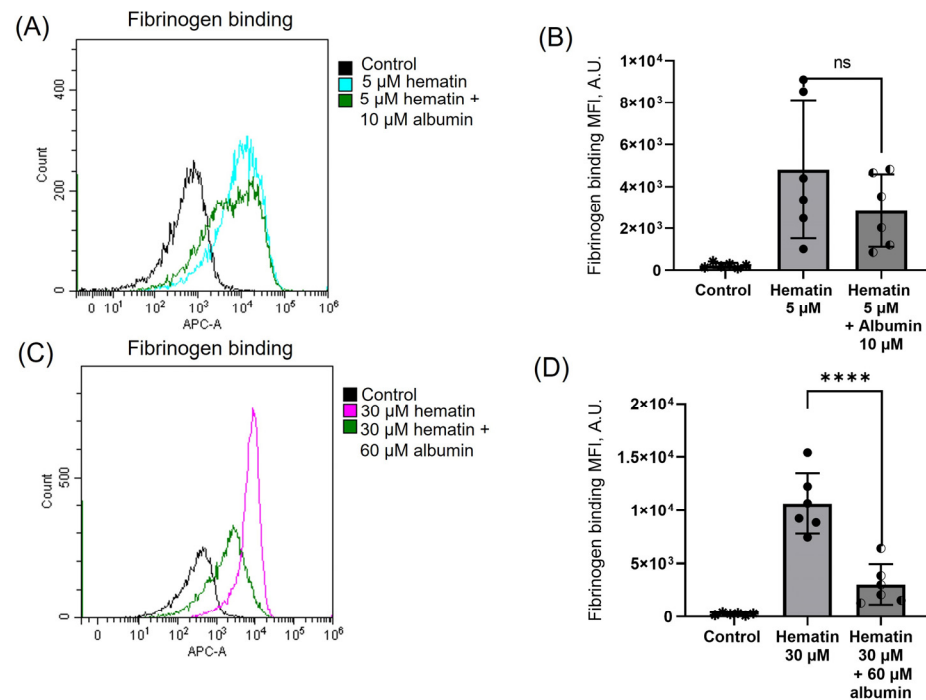 (A)
Fibrinogen binding
Control
5 µM hematin
5 µM hematin +
10 µM albumin
Count
400
200
0
0
10² 10³ 10⁴ 10⁵ 10⁶
APC-A
(B)
ns
Fibrinogen binding MFI, A.U.
1×10⁴
8×10³
6×10³
4×10³
2×10³
0
Control
Hematin
5 µM
Hematin
5 µM
+ Albumin
10 µM
(C)
Fibrinogen binding
Control
30 µM hematin
30 µM hematin +
60 µM albumin
Count
500
0
0 10¹ 10² 10³ 10⁴ 10⁵ 10⁶
APC-A
(D)
****
Fibrinogen binding MFI, A.U.
2×10⁴
1.5×10⁴
1×10⁴
5×10³
0
Control
Hematin
30 µM
Hematin
30 µM
+ 60 µM
albumin